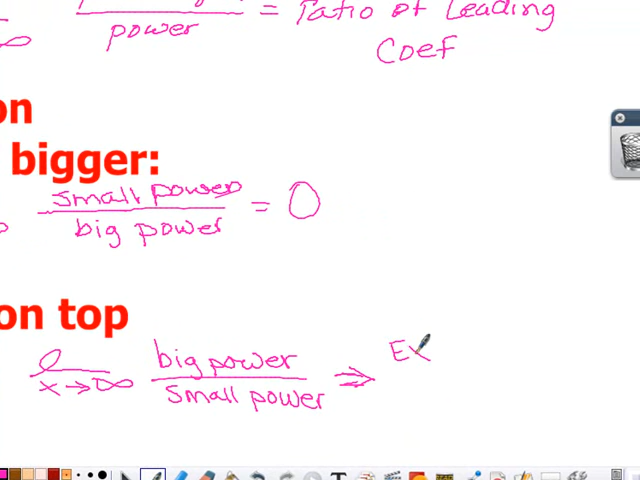 power = ratio of Leading
∞ Coef
on
bigger:
small power
= 0
big power
on top
big power
x→∞ ⇒ Ex
small power